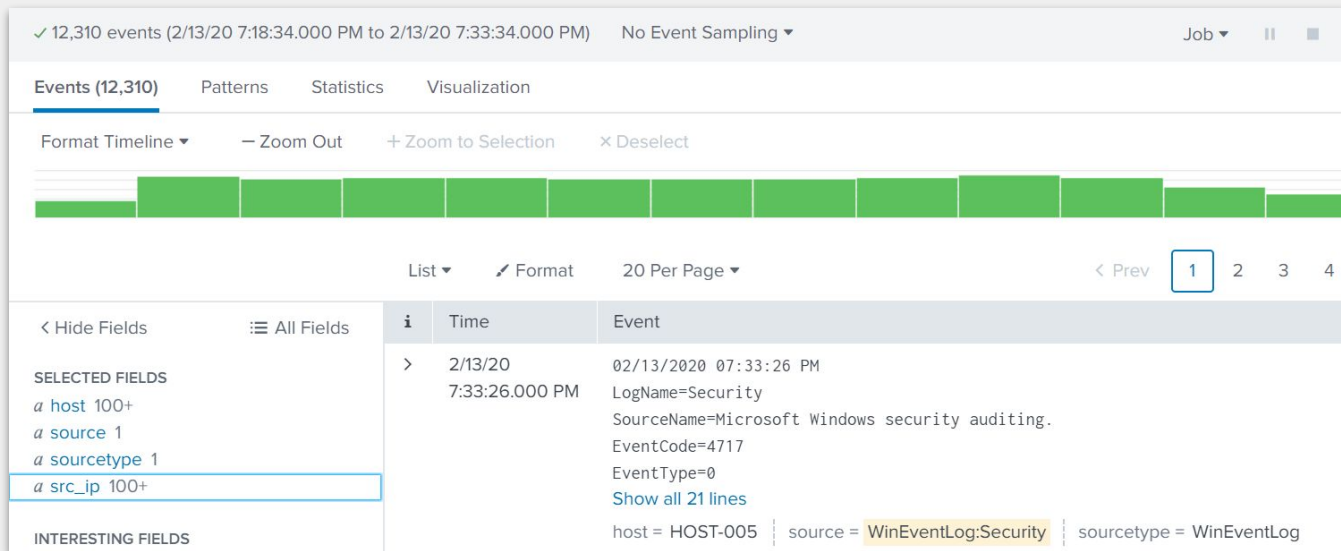 ✓ 12,310 events (2/13/20 7:18:34.000 PM to 2/13/20 7:33:34.000 PM) No Event Sampling ▾ Job ▾
Events (12,310) Patterns Statistics Visualization
Format Timeline ▾ — Zoom Out + Zoom to Selection × Deselect
List ▾ Format 20 Per Page ▾ < Prev 1 2 3 4
< Hide Fields All Fields
SELECTED FIELDS
a host 100+
a source 1
a sourcetype 1
a src_ip 100+
INTERESTING FIELDS
i Time Event
> 2/13/20
7:33:26.000 PM
02/13/2020 07:33:26 PM
LogName=Security
SourceName=Microsoft Windows security auditing.
EventCode=4717
EventType=0
Show all 21 lines
host = HOST-005 source = WinEventLog:Security sourcetype = WinEventLog